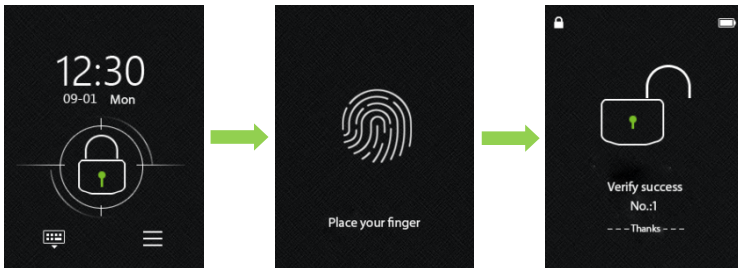 12:30
09-01 Mon
Place your finger
Verify success
No.:1
---Thanks---